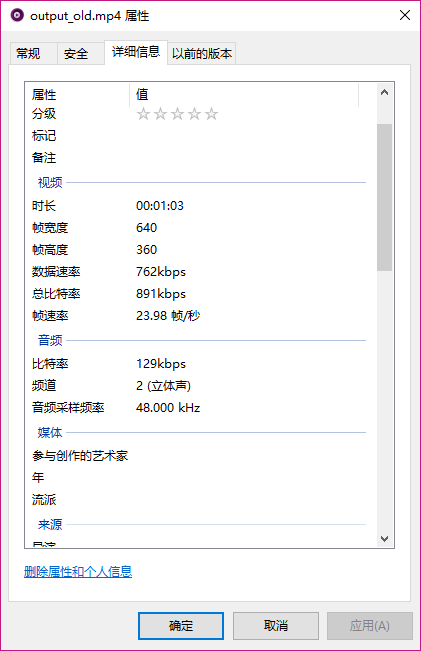 output_old.mp4 属性
常规 安全 详细信息 以前的版本
属性 值
分级
标记
备注
视频
时长 00:01:03
帧宽度 640
帧高度 360
数据速率 762kbps
总比特率 891kbps
帧速率 23.98 帧/秒
音频
比特率 129kbps
频道 2 (立体声)
音频采样频率 48.000 kHz
媒体
参与创作的艺术家
年
流派
来源
导演
删除属性和个人信息
确定 取消 应用(A)